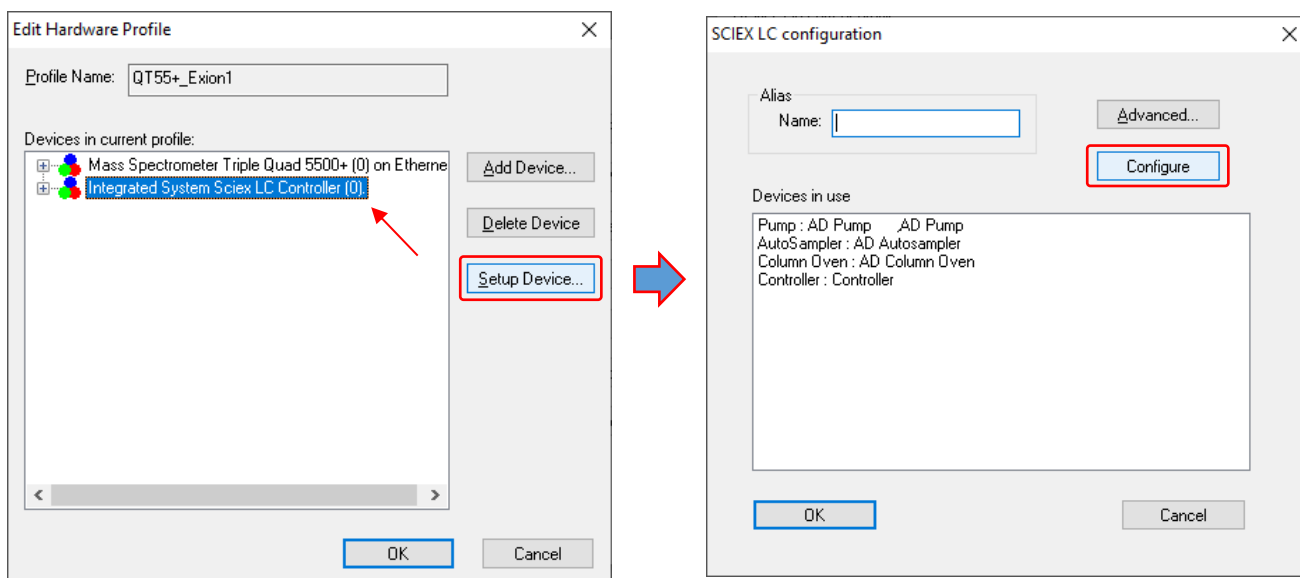 Edit Hardware Profile
Profile Name: QT55+_Exion1
Devices in current profile:
Mass Spectrometer Triple Quad 5500+ (0) on Etherne
Integrated System Sciex LC Controller (0).
Add Device...
Delete Device
Setup Device...
OK
Cancel
SCIEX LC configuration
Alias
Name:
Advanced...
Configure
Devices in use
Pump : AD Pump ,AD Pump
AutoSampler : AD Autosampler
Column Oven : AD Column Oven
Controller : Controller
OK
Cancel